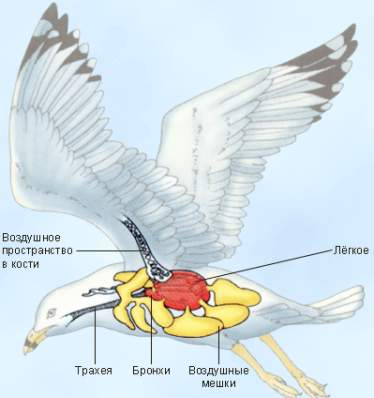 Воздушное
пространство
в кости
Лёгкое
Трахея
Бронхи
Воздушные
мешки